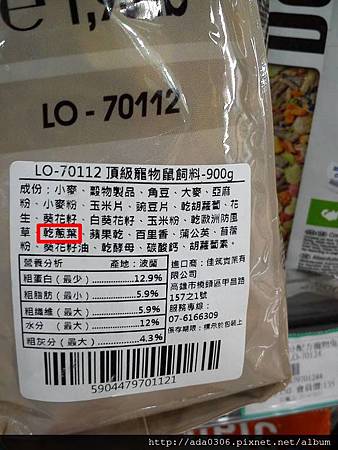 LO-70112
LO-70112 頂級寵物鼠飼料-900g
成份：小麥、穀物製品、角豆、大麥、亞麻
粉、小麥粉、玉米片、豌豆片、乾胡蘿蔔、花
生、葵花籽、白葵花籽、玉米粉、乾歐洲防風
草、乾蔥葉、蘋果乾、百里香、蒲公英、苜蓿
粉、葵花籽油、乾酵母、碳酸鈣、胡蘿蔔素。
營養分析 產地：波蘭
粗蛋白（最少）............12.9%
粗脂肪（最小）............5.9%
粗纖維（最大）............5.9%
水分（最大）............12%
粗灰分（最大）............4.3%
進口商：佳筑實業有
限公司
高雄市橋頭區甲昌路
157之1號
服務專線：
07-6166309
保存期限：標示於包裝上
5904479701121
http://ada0306.pixnet.net/album